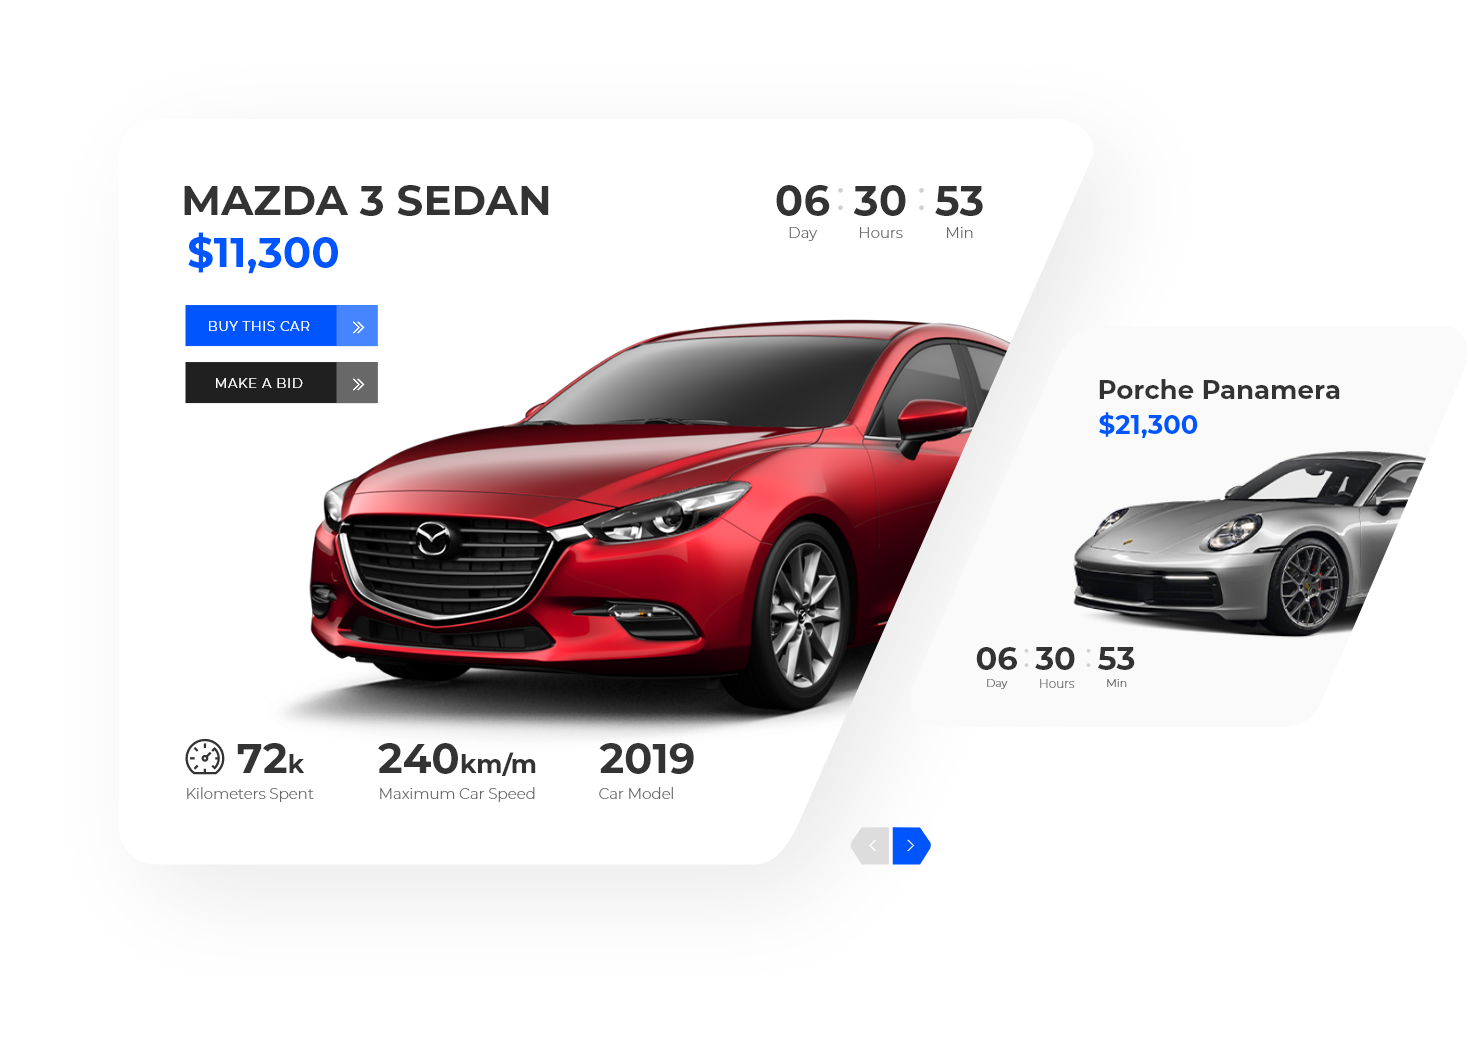 MAZDA 3 SEDAN
$11,300
06 : 30 : 53
Day Hours Min
BUY THIS CAR
MAKE A BID
72k
Kilometers Spent
240km/m
Maximum Car Speed
2019
Car Model
Porche Panamera
$21,300
06 : 30 : 53
Day Hours Min